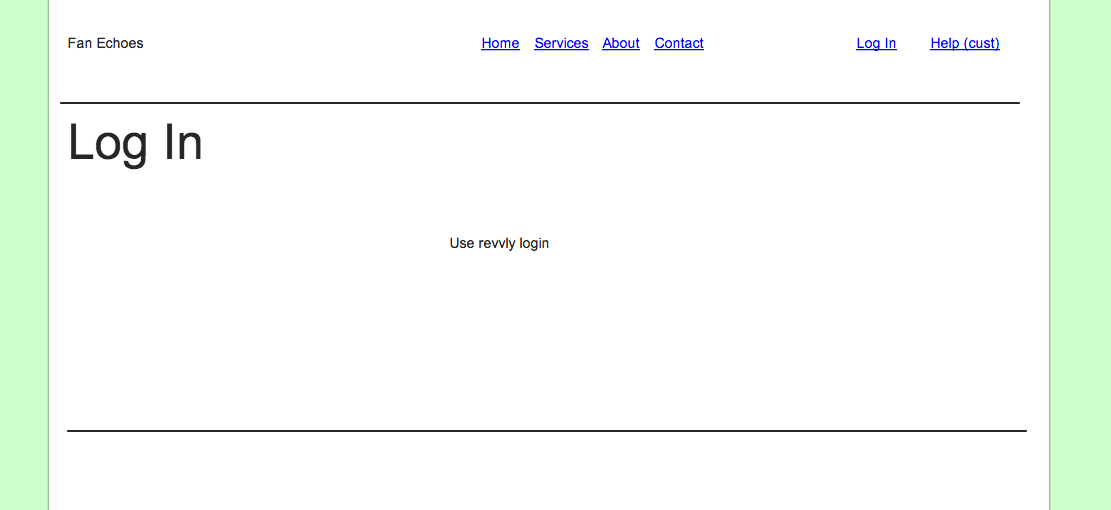 Fan Echoes Home Services About Contact Log In Help (cust)
Log In
Use revvly login